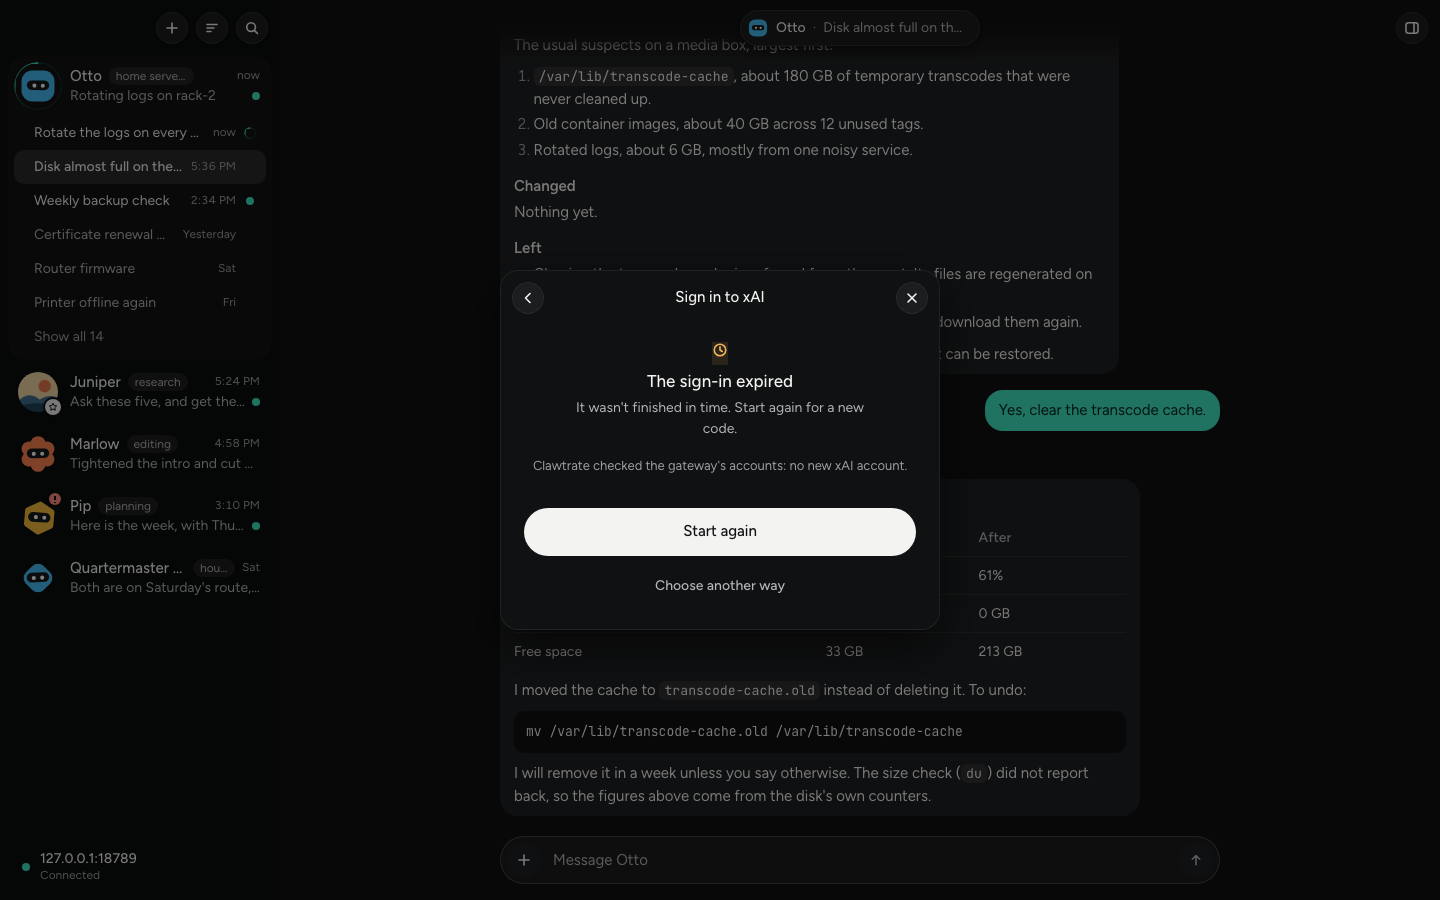 Otto home serve... now
Rotating logs on rack-2
Rotate the logs on every ... now
Disk almost full on the... 5:36 PM
Weekly backup check 2:34 PM
Certificate renewal ... Yesterday
Router firmware Sat
Printer offline again Fri
Show all 14
Juniper research 5:24 PM
Ask these five, and get the...
Marlow editing 4:58 PM
Tightened the intro and cut ...
Pip planning 3:10 PM
Here is the week, with Thu...
Quartermaster ... hou... Sat
Both are on Saturday's route,...
127.0.0.1:18789
Connected
Otto · Disk almost full on th...
The usual suspects on a media box, largest first:
1. /var/lib/transcode-cache, about 180 GB of temporary transcodes that were
never cleaned up.
2. Old container images, about 40 GB across 12 unused tags.
3. Rotated logs, about 6 GB, mostly from one noisy service.
Changed
Nothing yet.
Left
files are regenerated on
download them again.
can be restored.
Yes, clear the transcode cache.
Sign in to xAI
The sign-in expired
It wasn't finished in time. Start again for a new
code.
Clawtrate checked the gateway's accounts: no new xAI account.
Start again
Choose another way
After
61%
0 GB
Free space 33 GB 213 GB
I moved the cache to transcode-cache.old instead of deleting it. To undo:
mv /var/lib/transcode-cache.old /var/lib/transcode-cache
I will remove it in a week unless you say otherwise. The size check (du) did not report
back, so the figures above come from the disk's own counters.
Message Otto